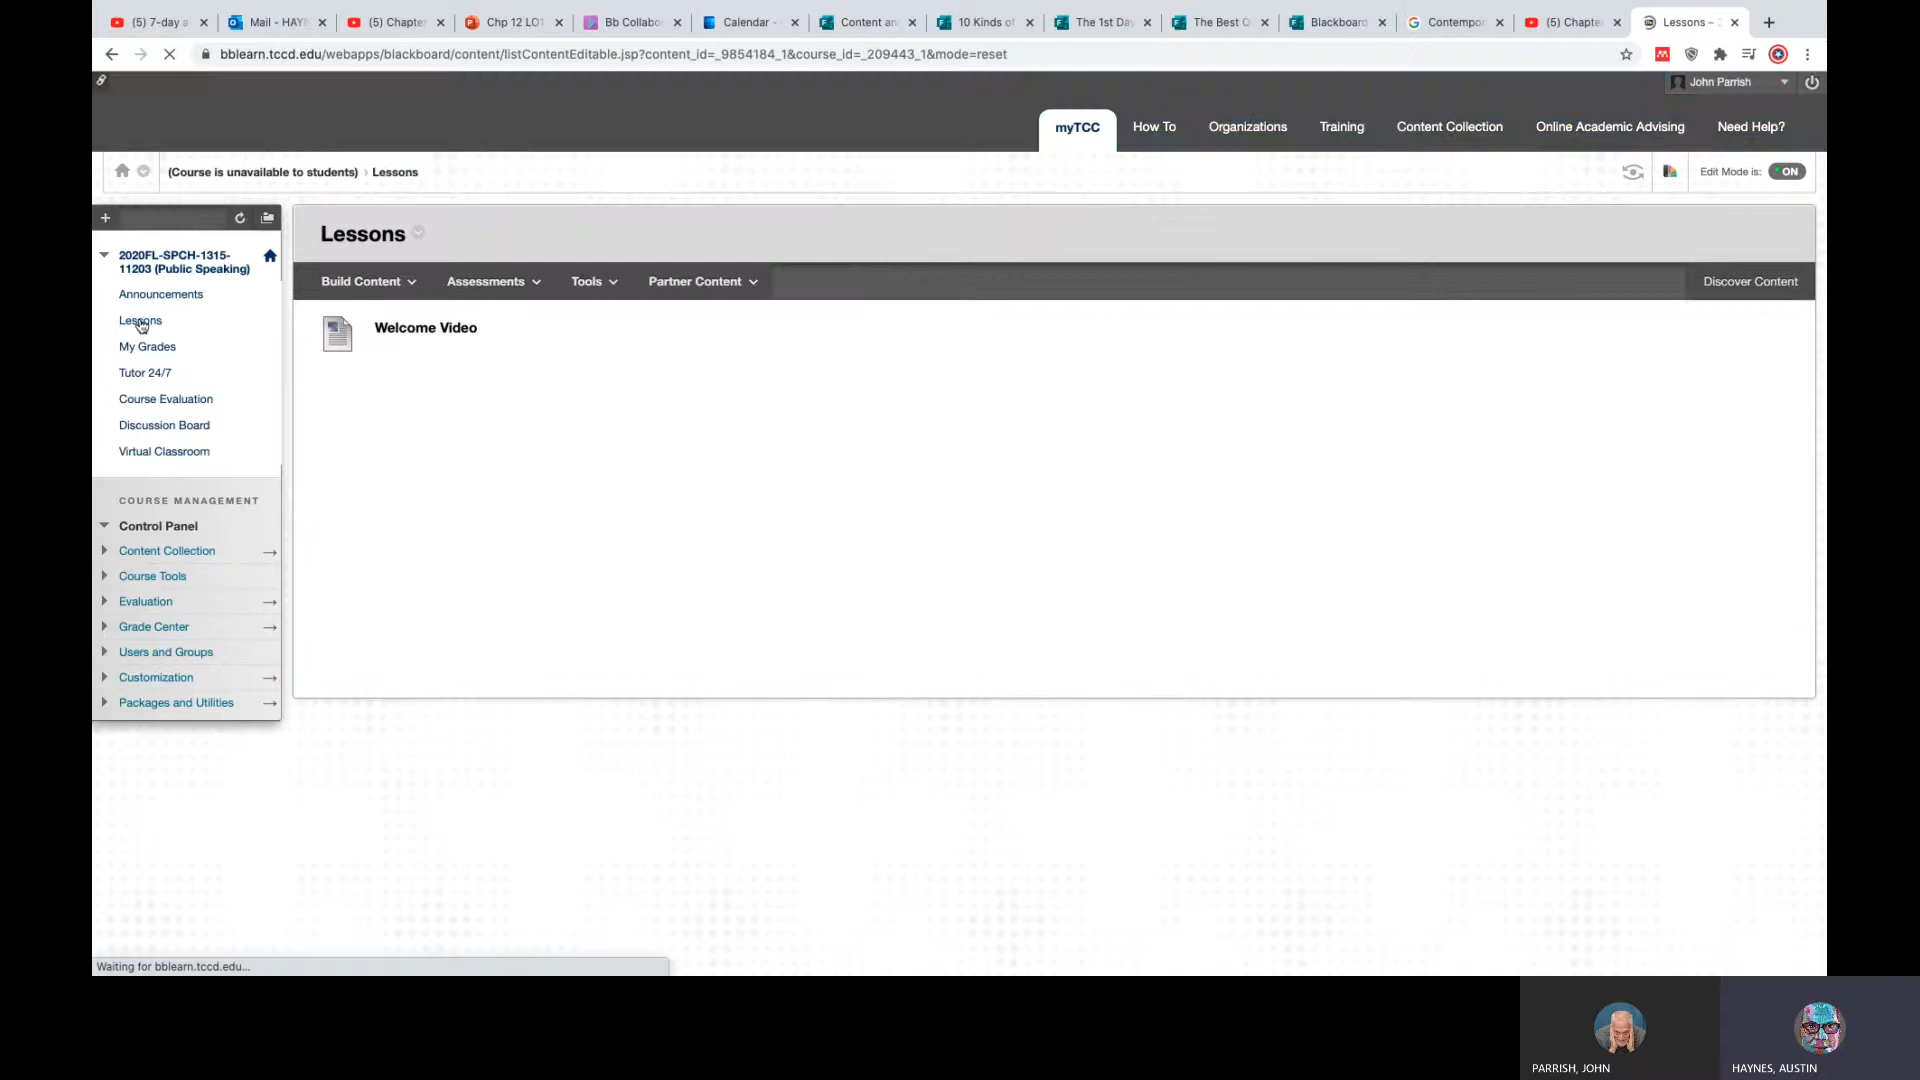 (5) 7-day a
Mail - HAYN
(5) Chapter
Chp 12 LO1
Bb Collabo
Calendar -
Content an
10 Kinds of
The 1st Day
The Best Q
Blackboard
Contempor
(5) Chapte
Lessons – 2
bblearn.tccd.edu/webapps/blackboard/content/listContentEditable.jsp?content_id=_9854184_1&course_id=_209443_1&mode=reset
John Parrish
myTCC
How To
Organizations
Training
Content Collection
Online Academic Advising
Need Help?
(Course is unavailable to students) › Lessons
Edit Mode is: ON
2020FL-SPCH-1315-
11203 (Public Speaking)
Announcements
Lessons
My Grades
Tutor 24/7
Course Evaluation
Discussion Board
Virtual Classroom
COURSE MANAGEMENT
Control Panel
Content Collection
Course Tools
Evaluation
Grade Center
Users and Groups
Customization
Packages and Utilities
Lessons
Build Content
Assessments
Tools
Partner Content
Discover Content
Welcome Video
Waiting for bblearn.tccd.edu...
PARRISH, JOHN
HAYNES, AUSTIN